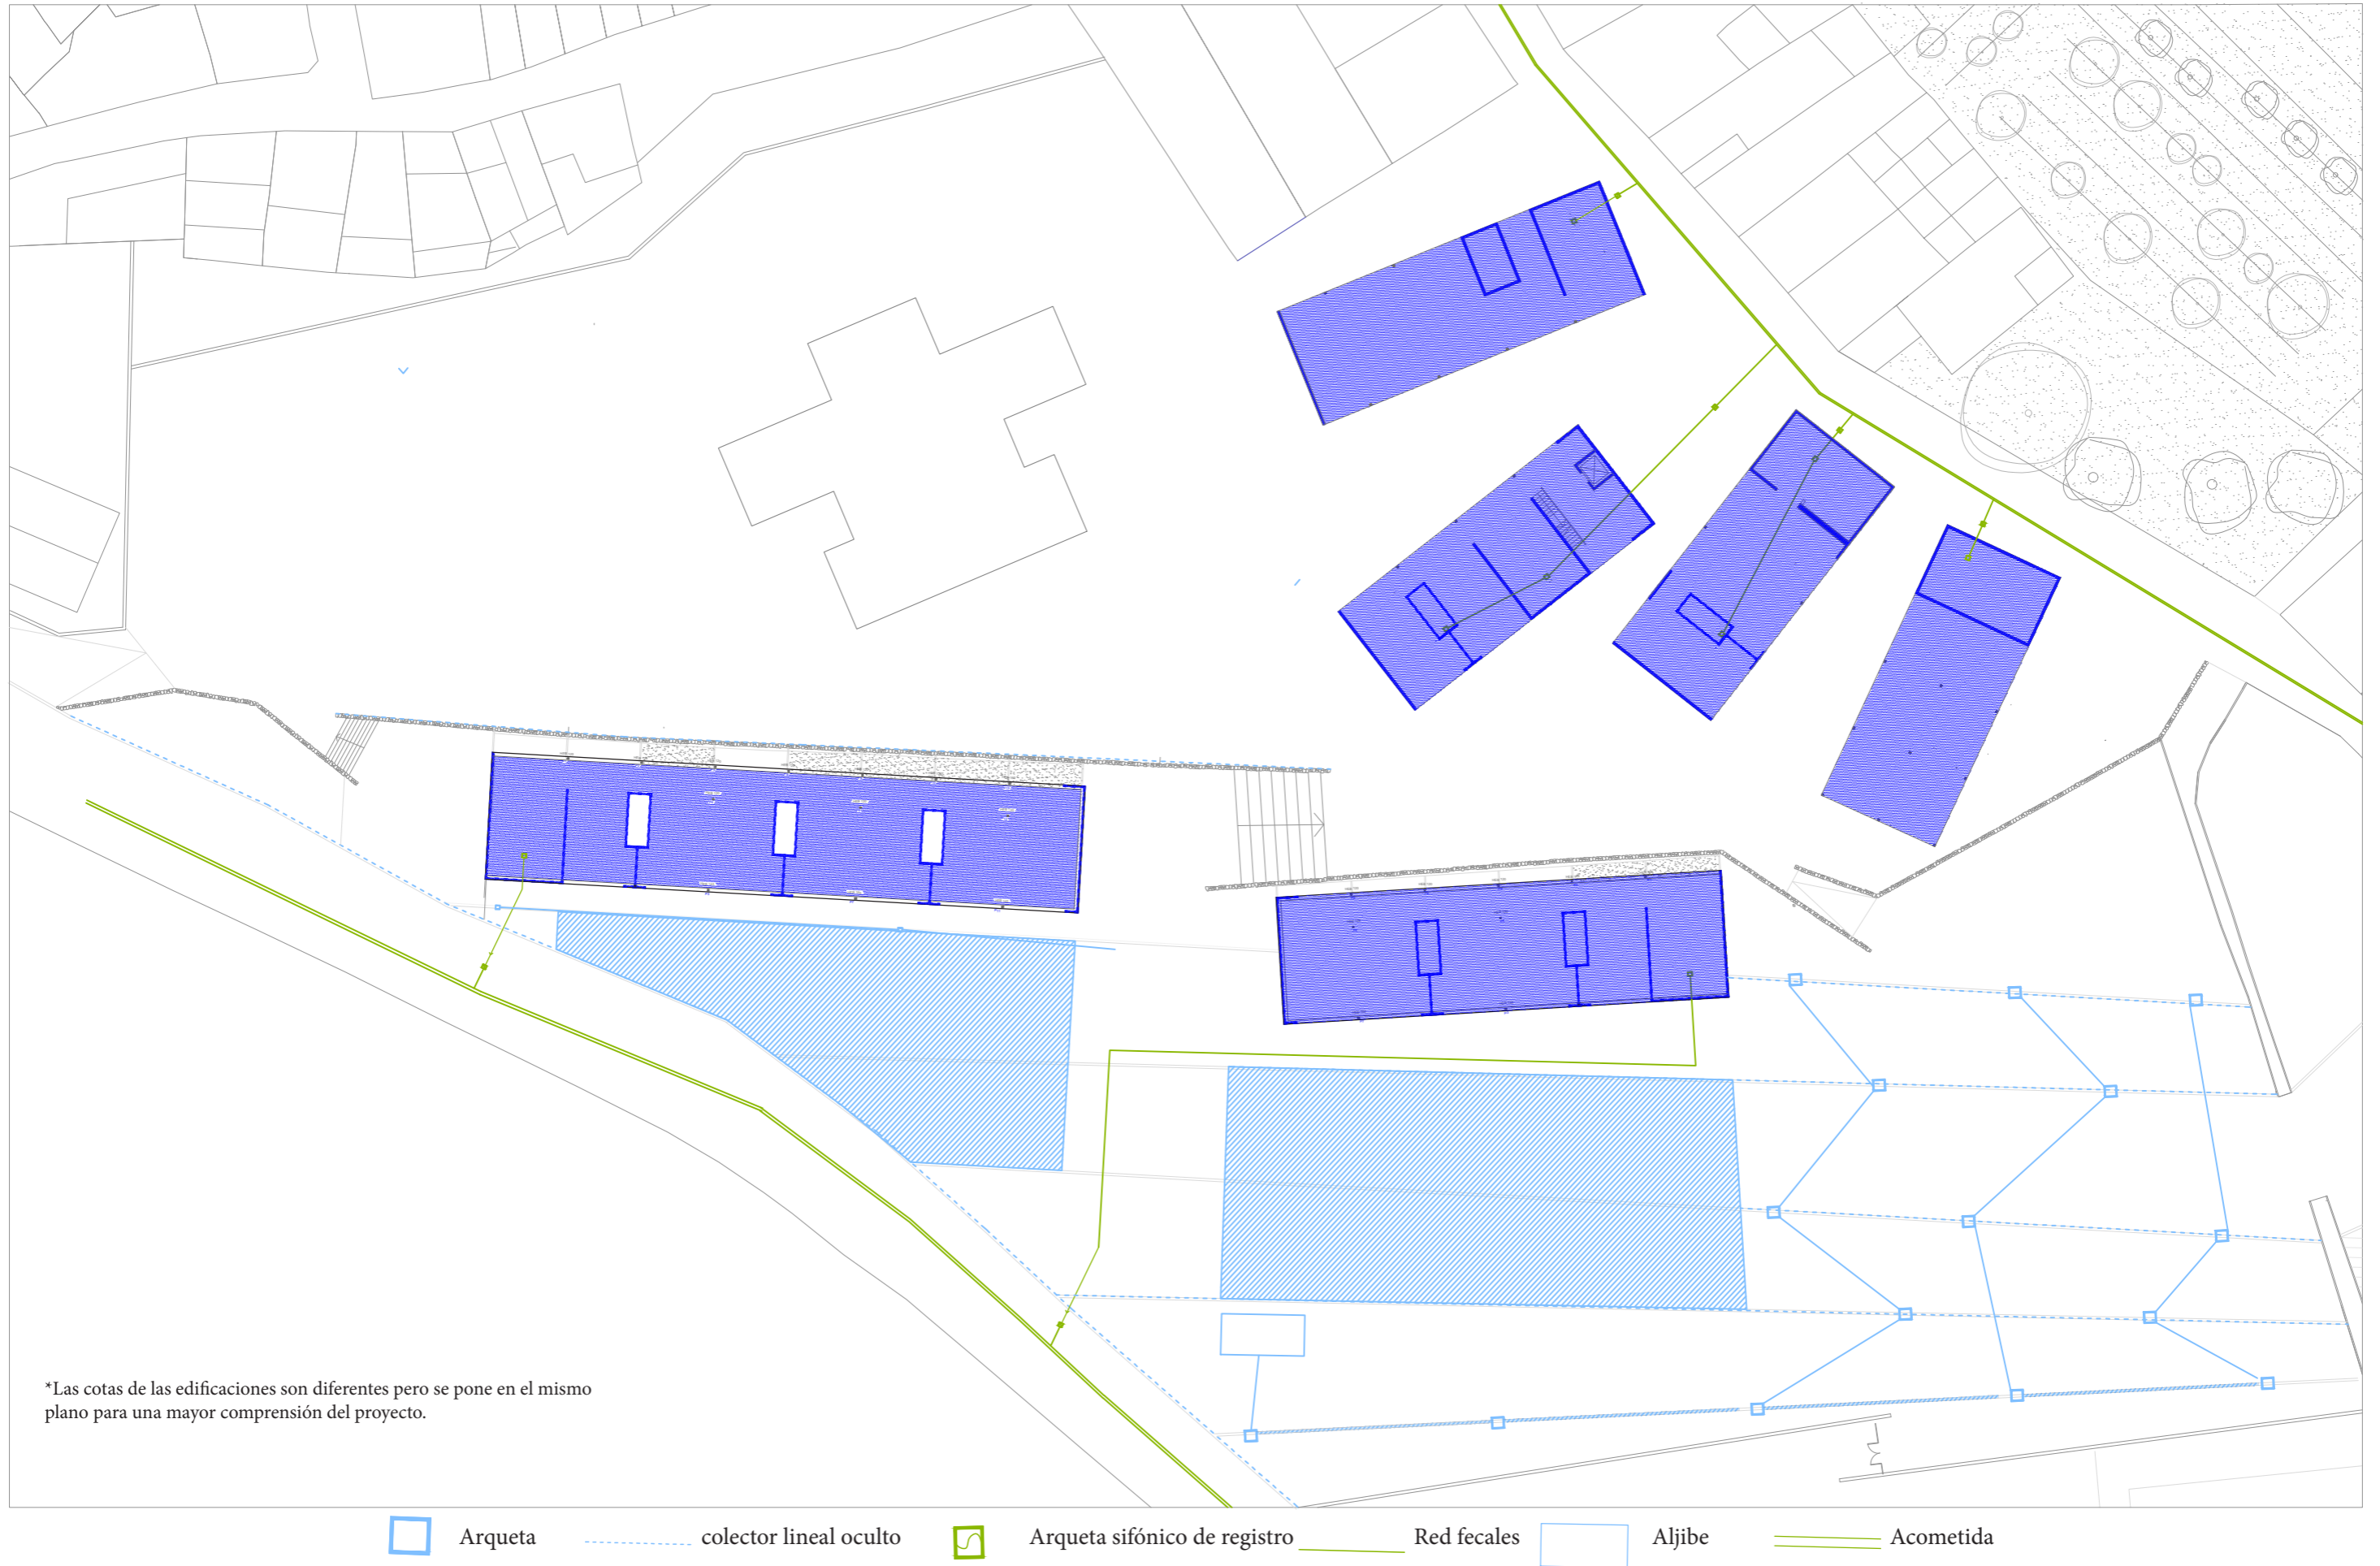 *Las cotas de las edificaciones son diferentes pero se pone en el mismo
plano para una mayor comprensión del proyecto.
Arqueta
colector lineal oculto
Arqueta sifónico de registro
Red fecales
Aljibe
Acometida